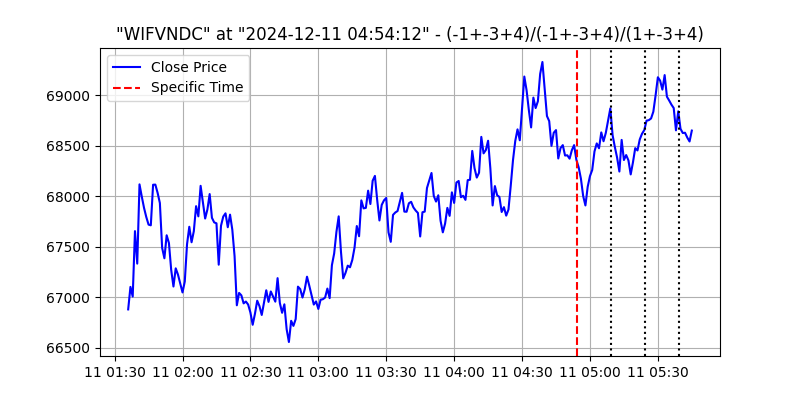 "WIFVNDC" at "2024-12-11 04:54:12" - (-1+-3+4)/(-1+-3+4)/(1+-3+4)
Close Price
Specific Time
69000
68500
68000
67500
67000
66500
11 01:30 11 02:00 11 02:30 11 03:00 11 03:30 11 04:00 11 04:30 11 05:00 11 05:30